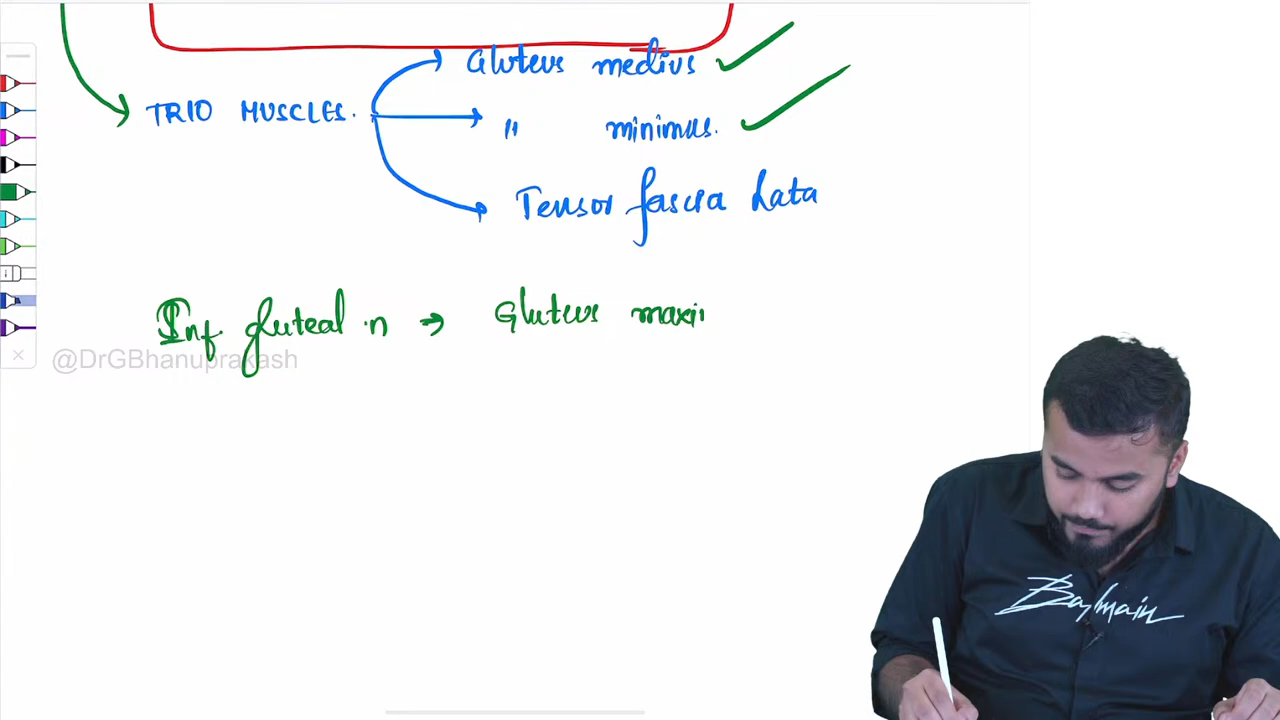 Gluteus medius
TRIO MUSCLES.
" minimus.
Tensor fascia Lata
Inf. gluteal .n → Gluteus maxi
@DrGBhanuprakash
Balmain